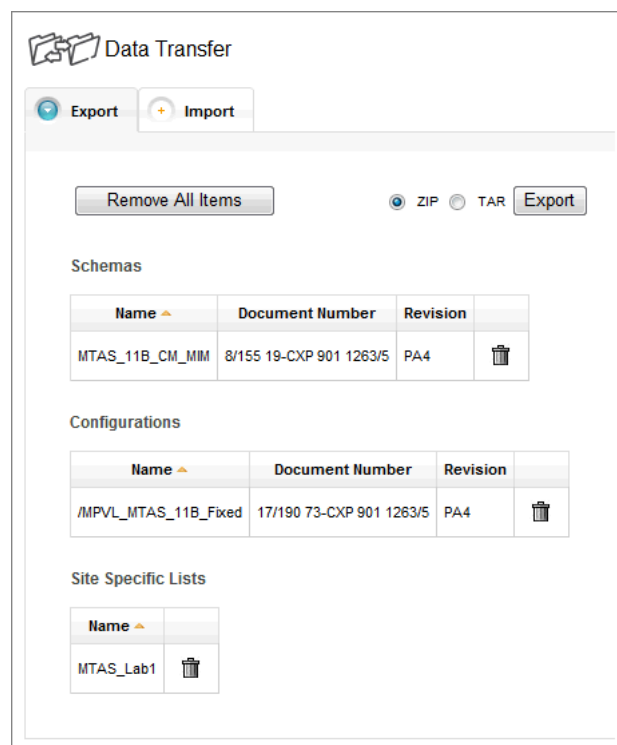 Data Transfer
Export Import
Remove All Items ZIP TAR Export
Schemas
Name Document Number Revision
MTAS_11B_CM_MIM 8/155 19-CXP 901 1263/5 PA4
Configurations
Name Document Number Revision
/MPVL_MTAS_11B_Fixed 17/190 73-CXP 901 1263/5 PA4
Site Specific Lists
Name
MTAS_Lab1